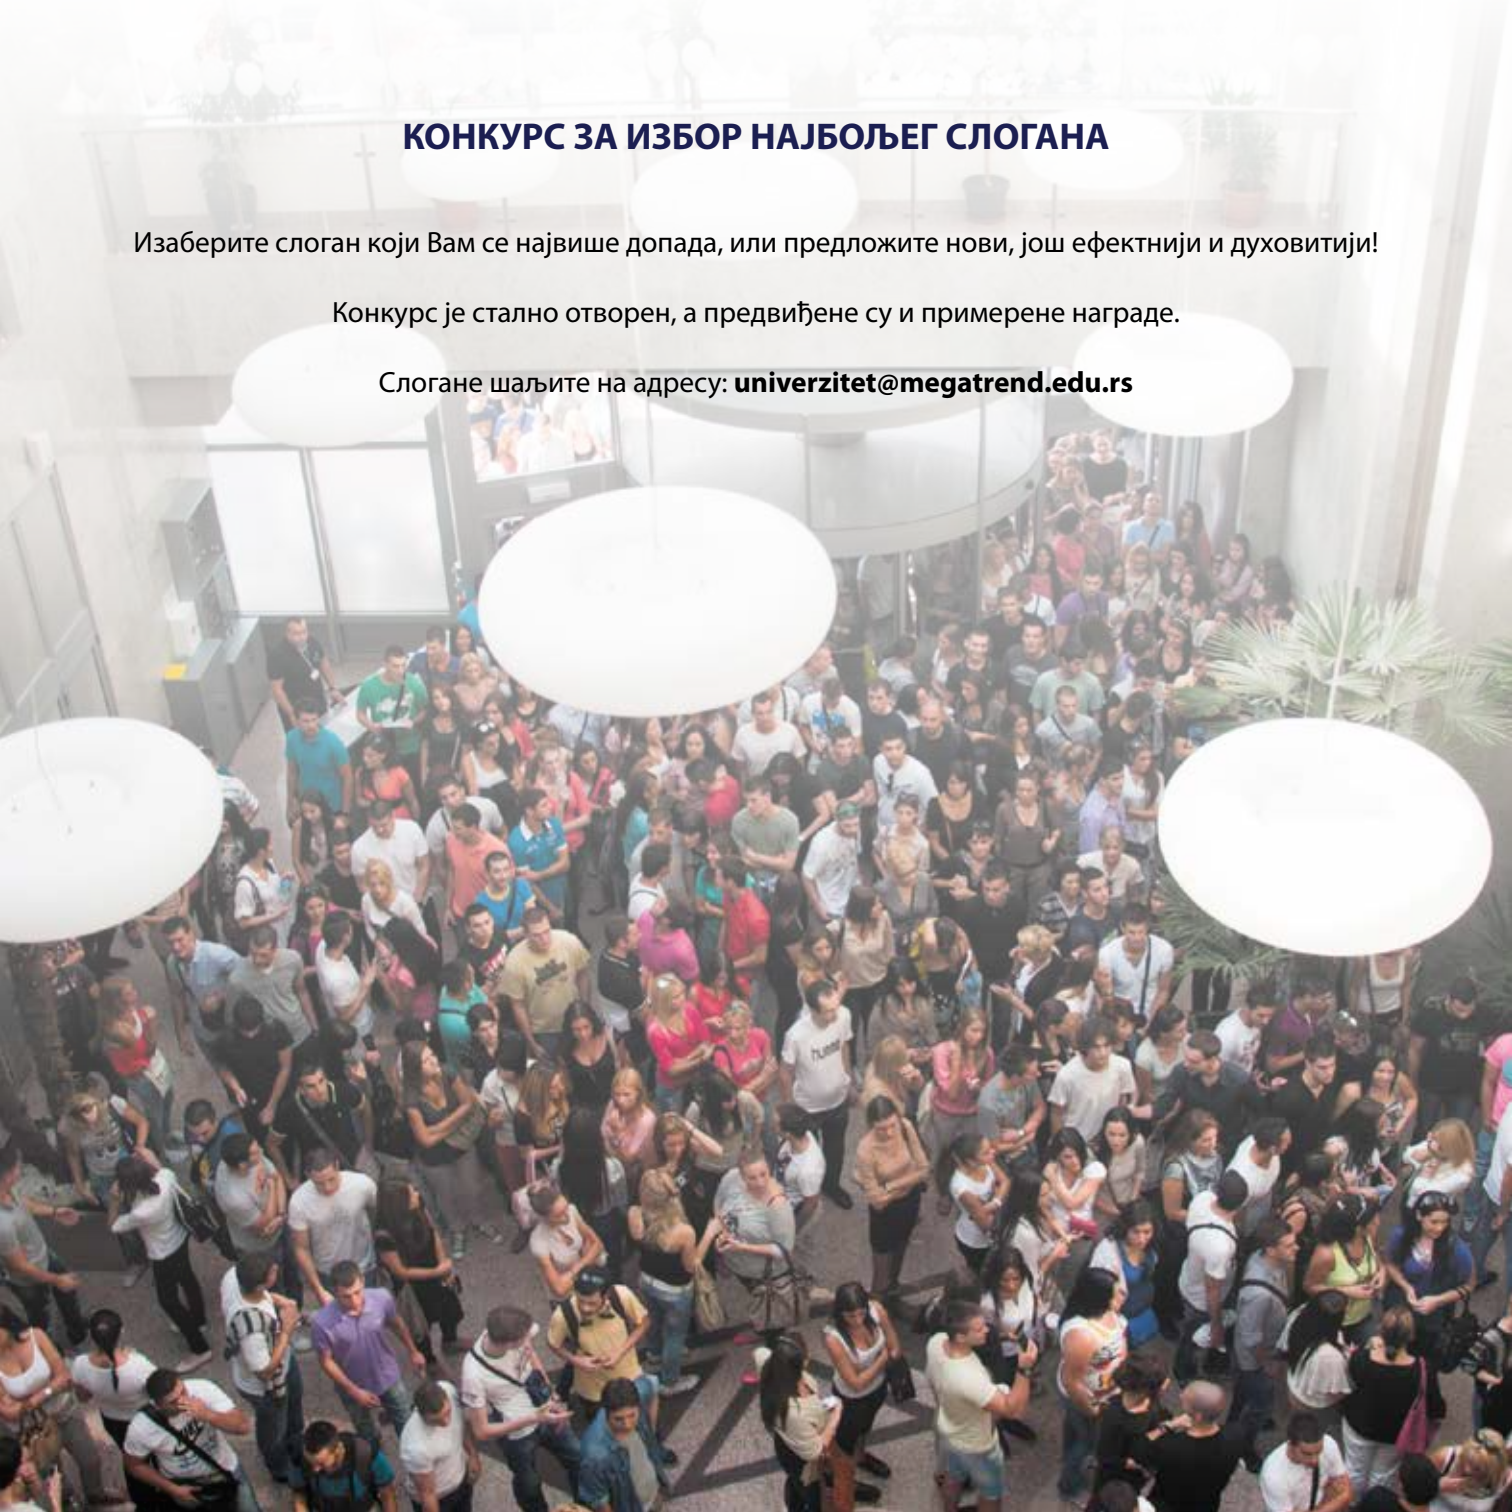 КОНКУРС ЗА ИЗБОР НАЈБОЉЕГ СЛОГАНА
Изаберите слоган који Вам се највише допада, или предложите нови, још ефектнији и духовитији!
Конкурс је стално отворен, а предвиђене су и примерене награде.
Слогане шаљите на адресу: univerzitet@megatrend.edu.rs